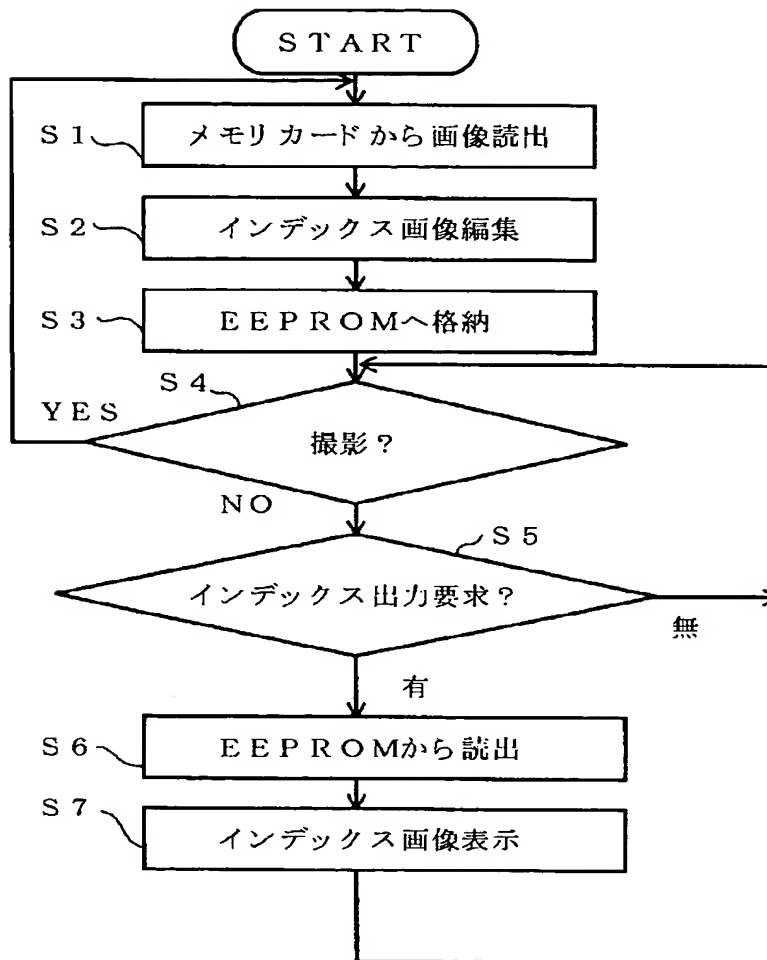 START
S1
メモリカードから画像読出
S2
インデックス画像編集
S3
EEPROMへ格納
S4
YES
撮影?
NO
S5
インデックス出力要求?
無
有
S6
EEPROMから読出
S7
インデックス画像表示